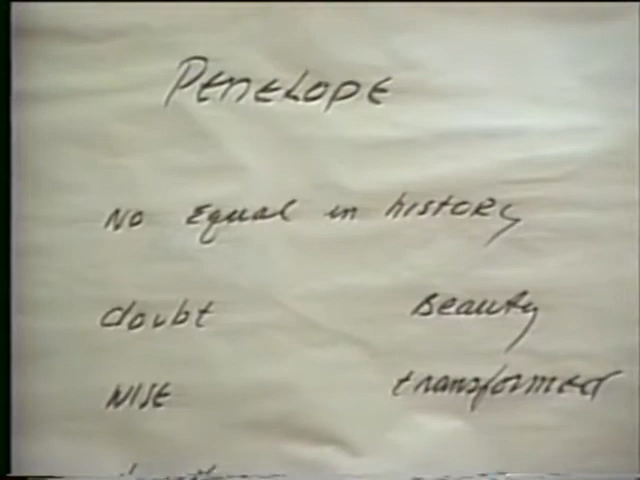 Penelope
No Equal in history
doubt Beauty
WISE transformed